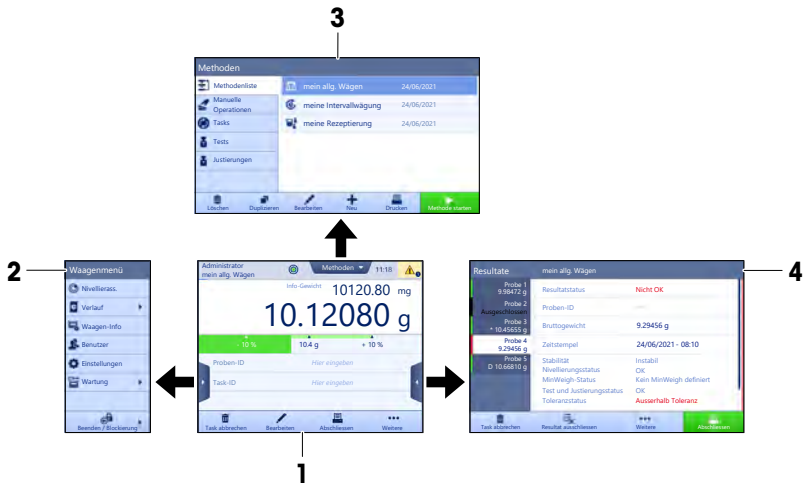 3
Methoden
Methodenliste
Manuelle
Operationen
Tasks
Tests
Justierungen
mein allg. Wägen 24/06/2021
meine Intervallwägung 24/06/2021
meine Rezeptierung 24/06/2021
Löschen Duplizieren Bearbeiten Neu Drucken Methode starten
2
Waagenmenü
Nivellierass.
Verlauf
Waagen-Info
Benutzer
Einstellungen
Wartung
Beenden / Blockierung
Administrator
mein allg. Wägen
Methoden 11:18
Info-Gewicht 10120.80 mg
10.12080 g
- 10 % 10.4 g + 10 %
Proben-ID Hier eingeben
Task-ID Hier eingeben
Task abbrechen Bearbeiten Abschliessen Weitere
1
4
Resultate mein allg. Wägen
Probe 1
9.98472 g
Probe 2
Ausgeschlossen
Probe 3
* 10.45655 g
Probe 4
9.29456 g
Probe 5
D 10.66810 g
Resultatstatus Nicht OK
Proben-ID ---
Bruttogewicht 9.29456 g
Zeitstempel 24/06/2021 - 08:10
Stabilität Instabil
Nivellierungsstatus OK
MinWeigh-Status Kein MinWeigh definiert
Test und Justierungsstatus OK
Toleranzstatus Ausserhalb Toleranz
Task abbrechen Resultat ausschliessen Weitere Abschliessen